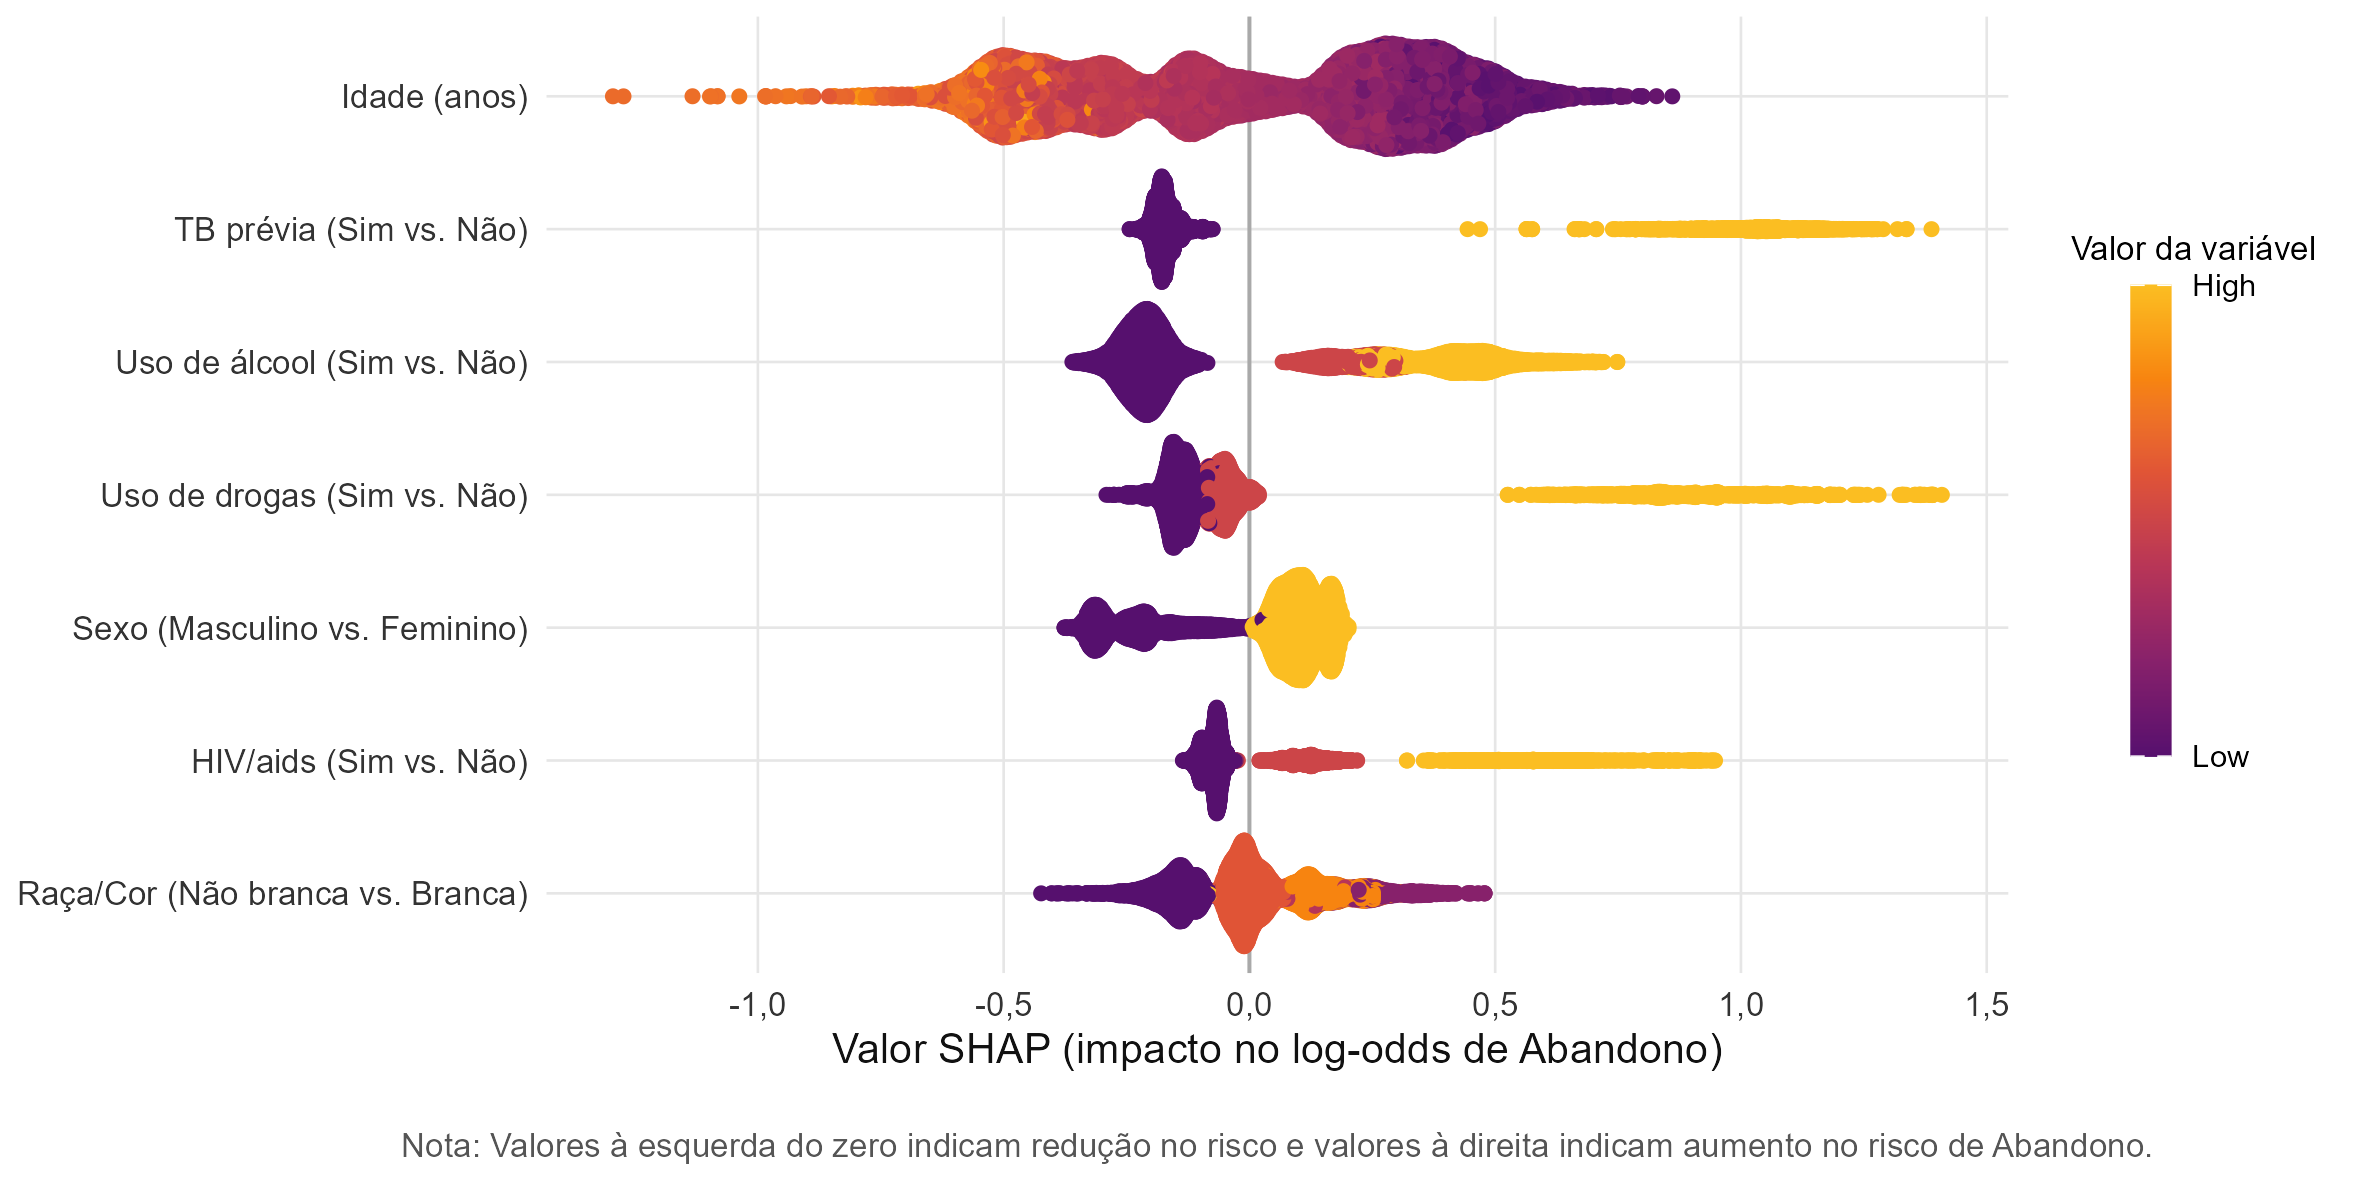 Idade (anos)
TB prévia (Sim vs. Não)
Uso de álcool (Sim vs. Não)
Uso de drogas (Sim vs. Não)
Sexo (Masculino vs. Feminino)
HIV/aids (Sim vs. Não)
Raça/Cor (Não branca vs. Branca)
-1,0
-0,5
0,0
0,5
1,0
1,5
Valor SHAP (impacto no log-odds de Abandono)
Valor da variável
High
Low
Nota: Valores à esquerda do zero indicam redução no risco e valores à direita indicam aumento no risco de Abandono.